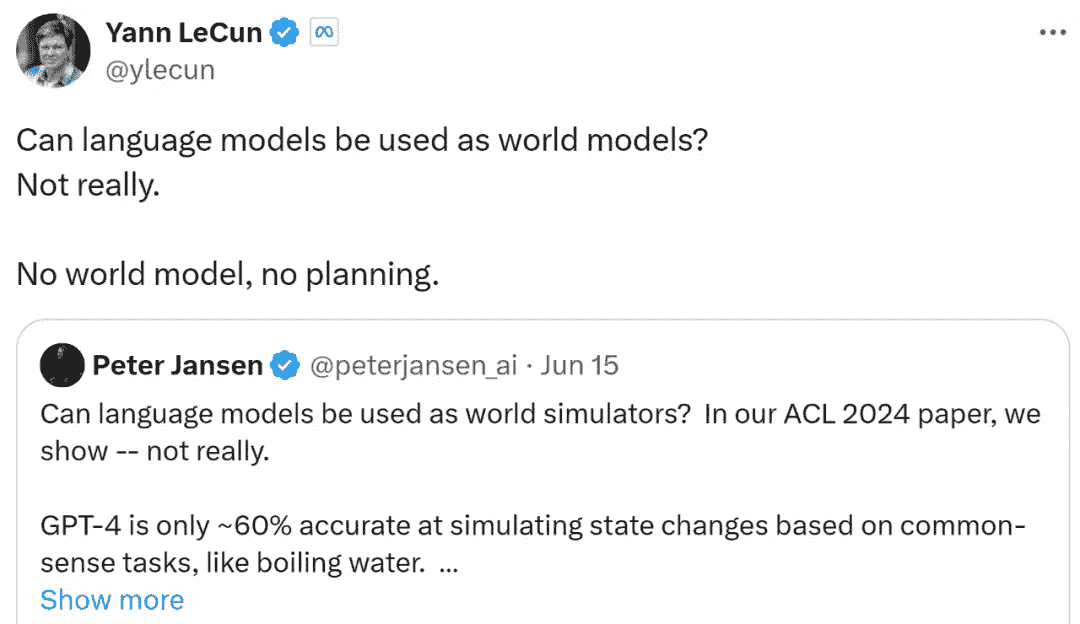 Yann LeCun
@ylecun
Can language models be used as world models?
Not really.
No world model, no planning.
Peter Jansen @peterjansen_ai · Jun 15
Can language models be used as world simulators?  In our ACL 2024 paper, we
show -- not really.
GPT-4 is only ~60% accurate at simulating state changes based on common-
sense tasks, like boiling water.  ...
Show more